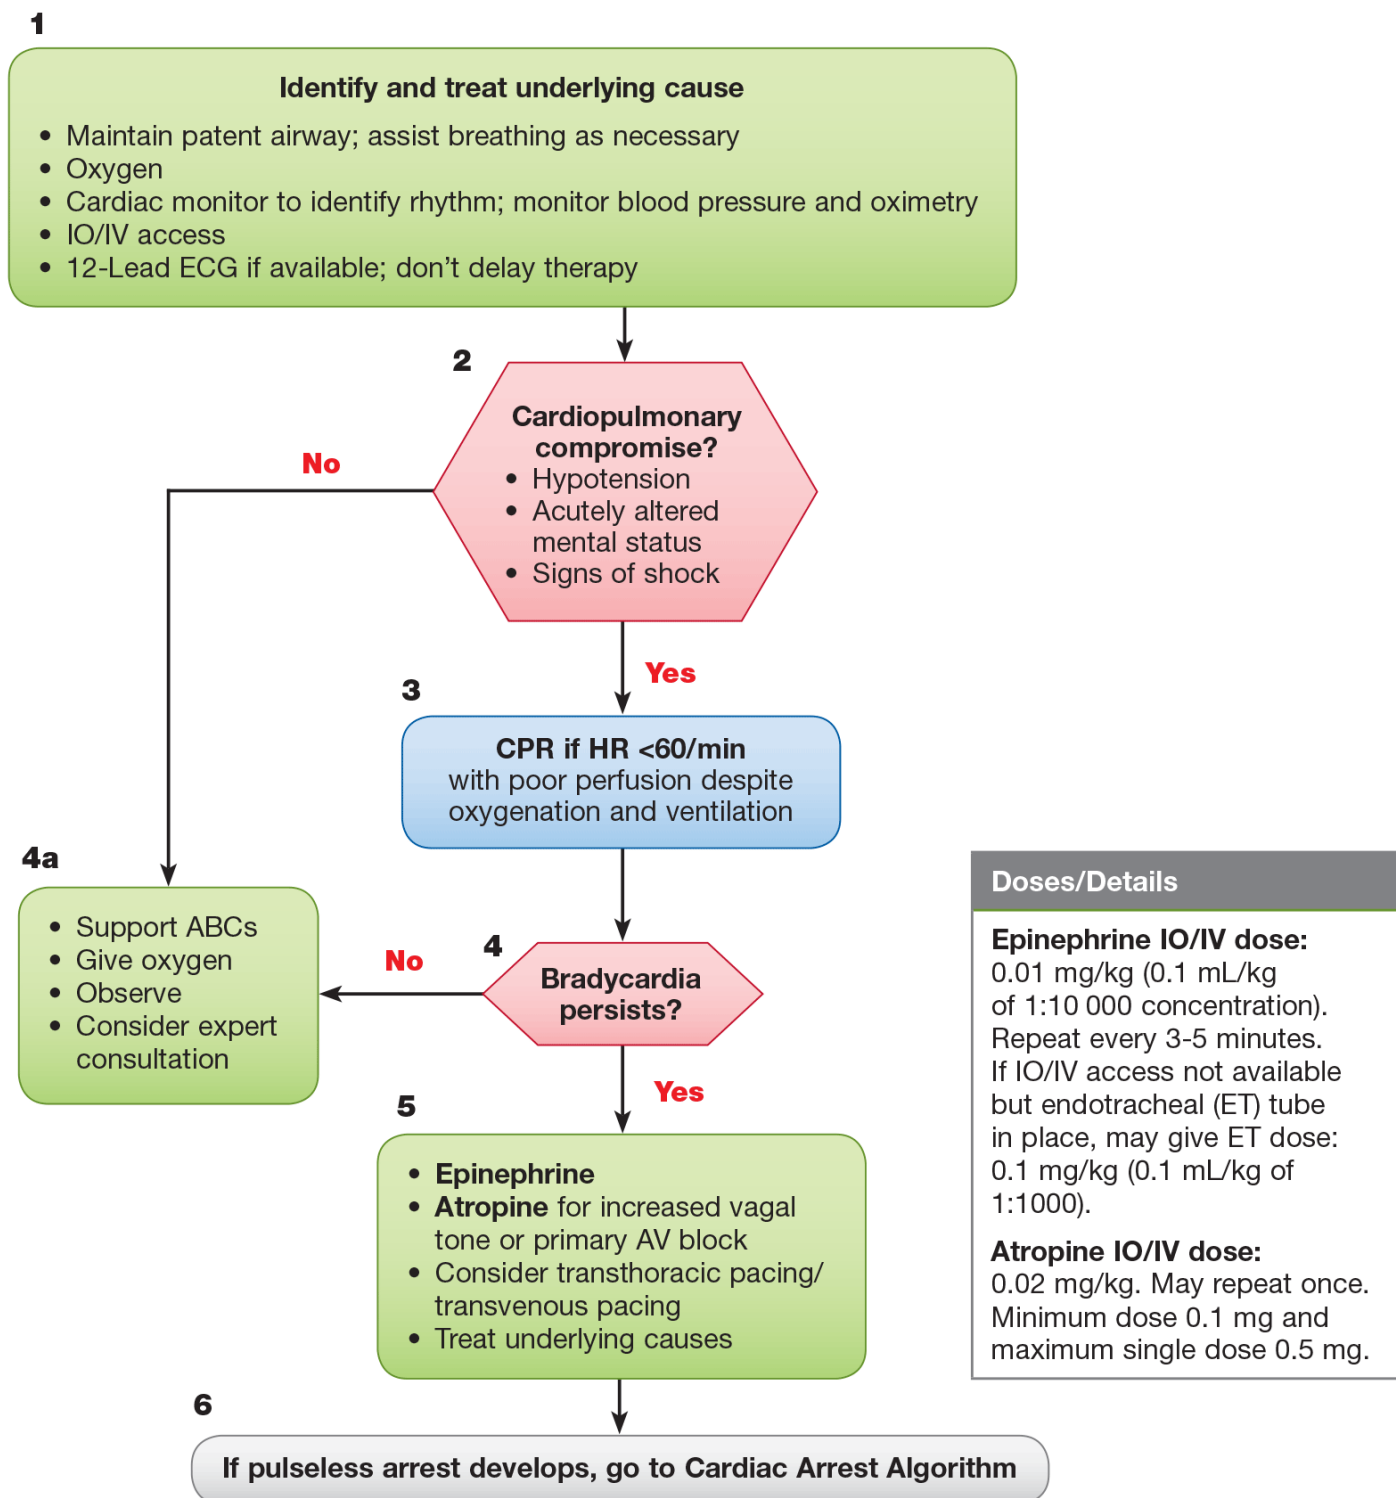 1
Identify and treat underlying cause
• Maintain patent airway; assist breathing as necessary
• Oxygen
• Cardiac monitor to identify rhythm; monitor blood pressure and oximetry
• IO/IV access
• 12-Lead ECG if available; don’t delay therapy
2
Cardiopulmonary
compromise?
• Hypotension
• Acutely altered
mental status
• Signs of shock
No
Yes
3
CPR if HR <60/min
with poor perfusion despite
oxygenation and ventilation
4a
• Support ABCs
• Give oxygen
• Observe
• Consider expert
consultation
No
4
Bradycardia
persists?
Yes
5
• Epinephrine
• Atropine for increased vagal
tone or primary AV block
• Consider transthoracic pacing/
transvenous pacing
• Treat underlying causes
6
If pulseless arrest develops, go to Cardiac Arrest Algorithm
Doses/Details
Epinephrine IO/IV dose:
0.01 mg/kg (0.1 mL/kg
of 1:10 000 concentration).
Repeat every 3-5 minutes.
If IO/IV access not available
but endotracheal (ET) tube
in place, may give ET dose:
0.1 mg/kg (0.1 mL/kg of
1:1000).
Atropine IO/IV dose:
0.02 mg/kg. May repeat once.
Minimum dose 0.1 mg and
maximum single dose 0.5 mg.